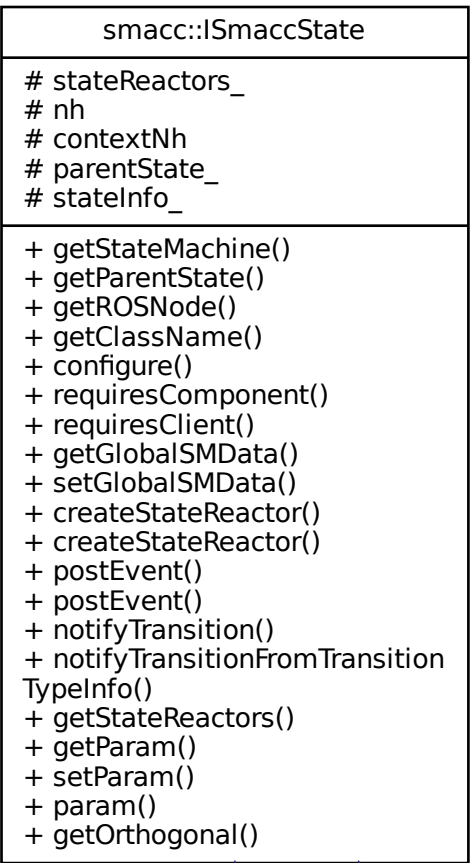 smacc::ISmaccState
# stateReactors_
# nh
# contextNh
# parentState_
# stateInfo_
+ getStateMachine()
+ getParentState()
+ getROSNode()
+ getClassName()
+ configure()
+ requiresComponent()
+ requiresClient()
+ getGlobalSMData()
+ setGlobalSMData()
+ createStateReactor()
+ createStateReactor()
+ postEvent()
+ postEvent()
+ notifyTransition()
+ notifyTransitionFromTransition
TypeInfo()
+ getStateReactors()
+ getParam()
+ setParam()
+ param()
+ getOrthogonal()